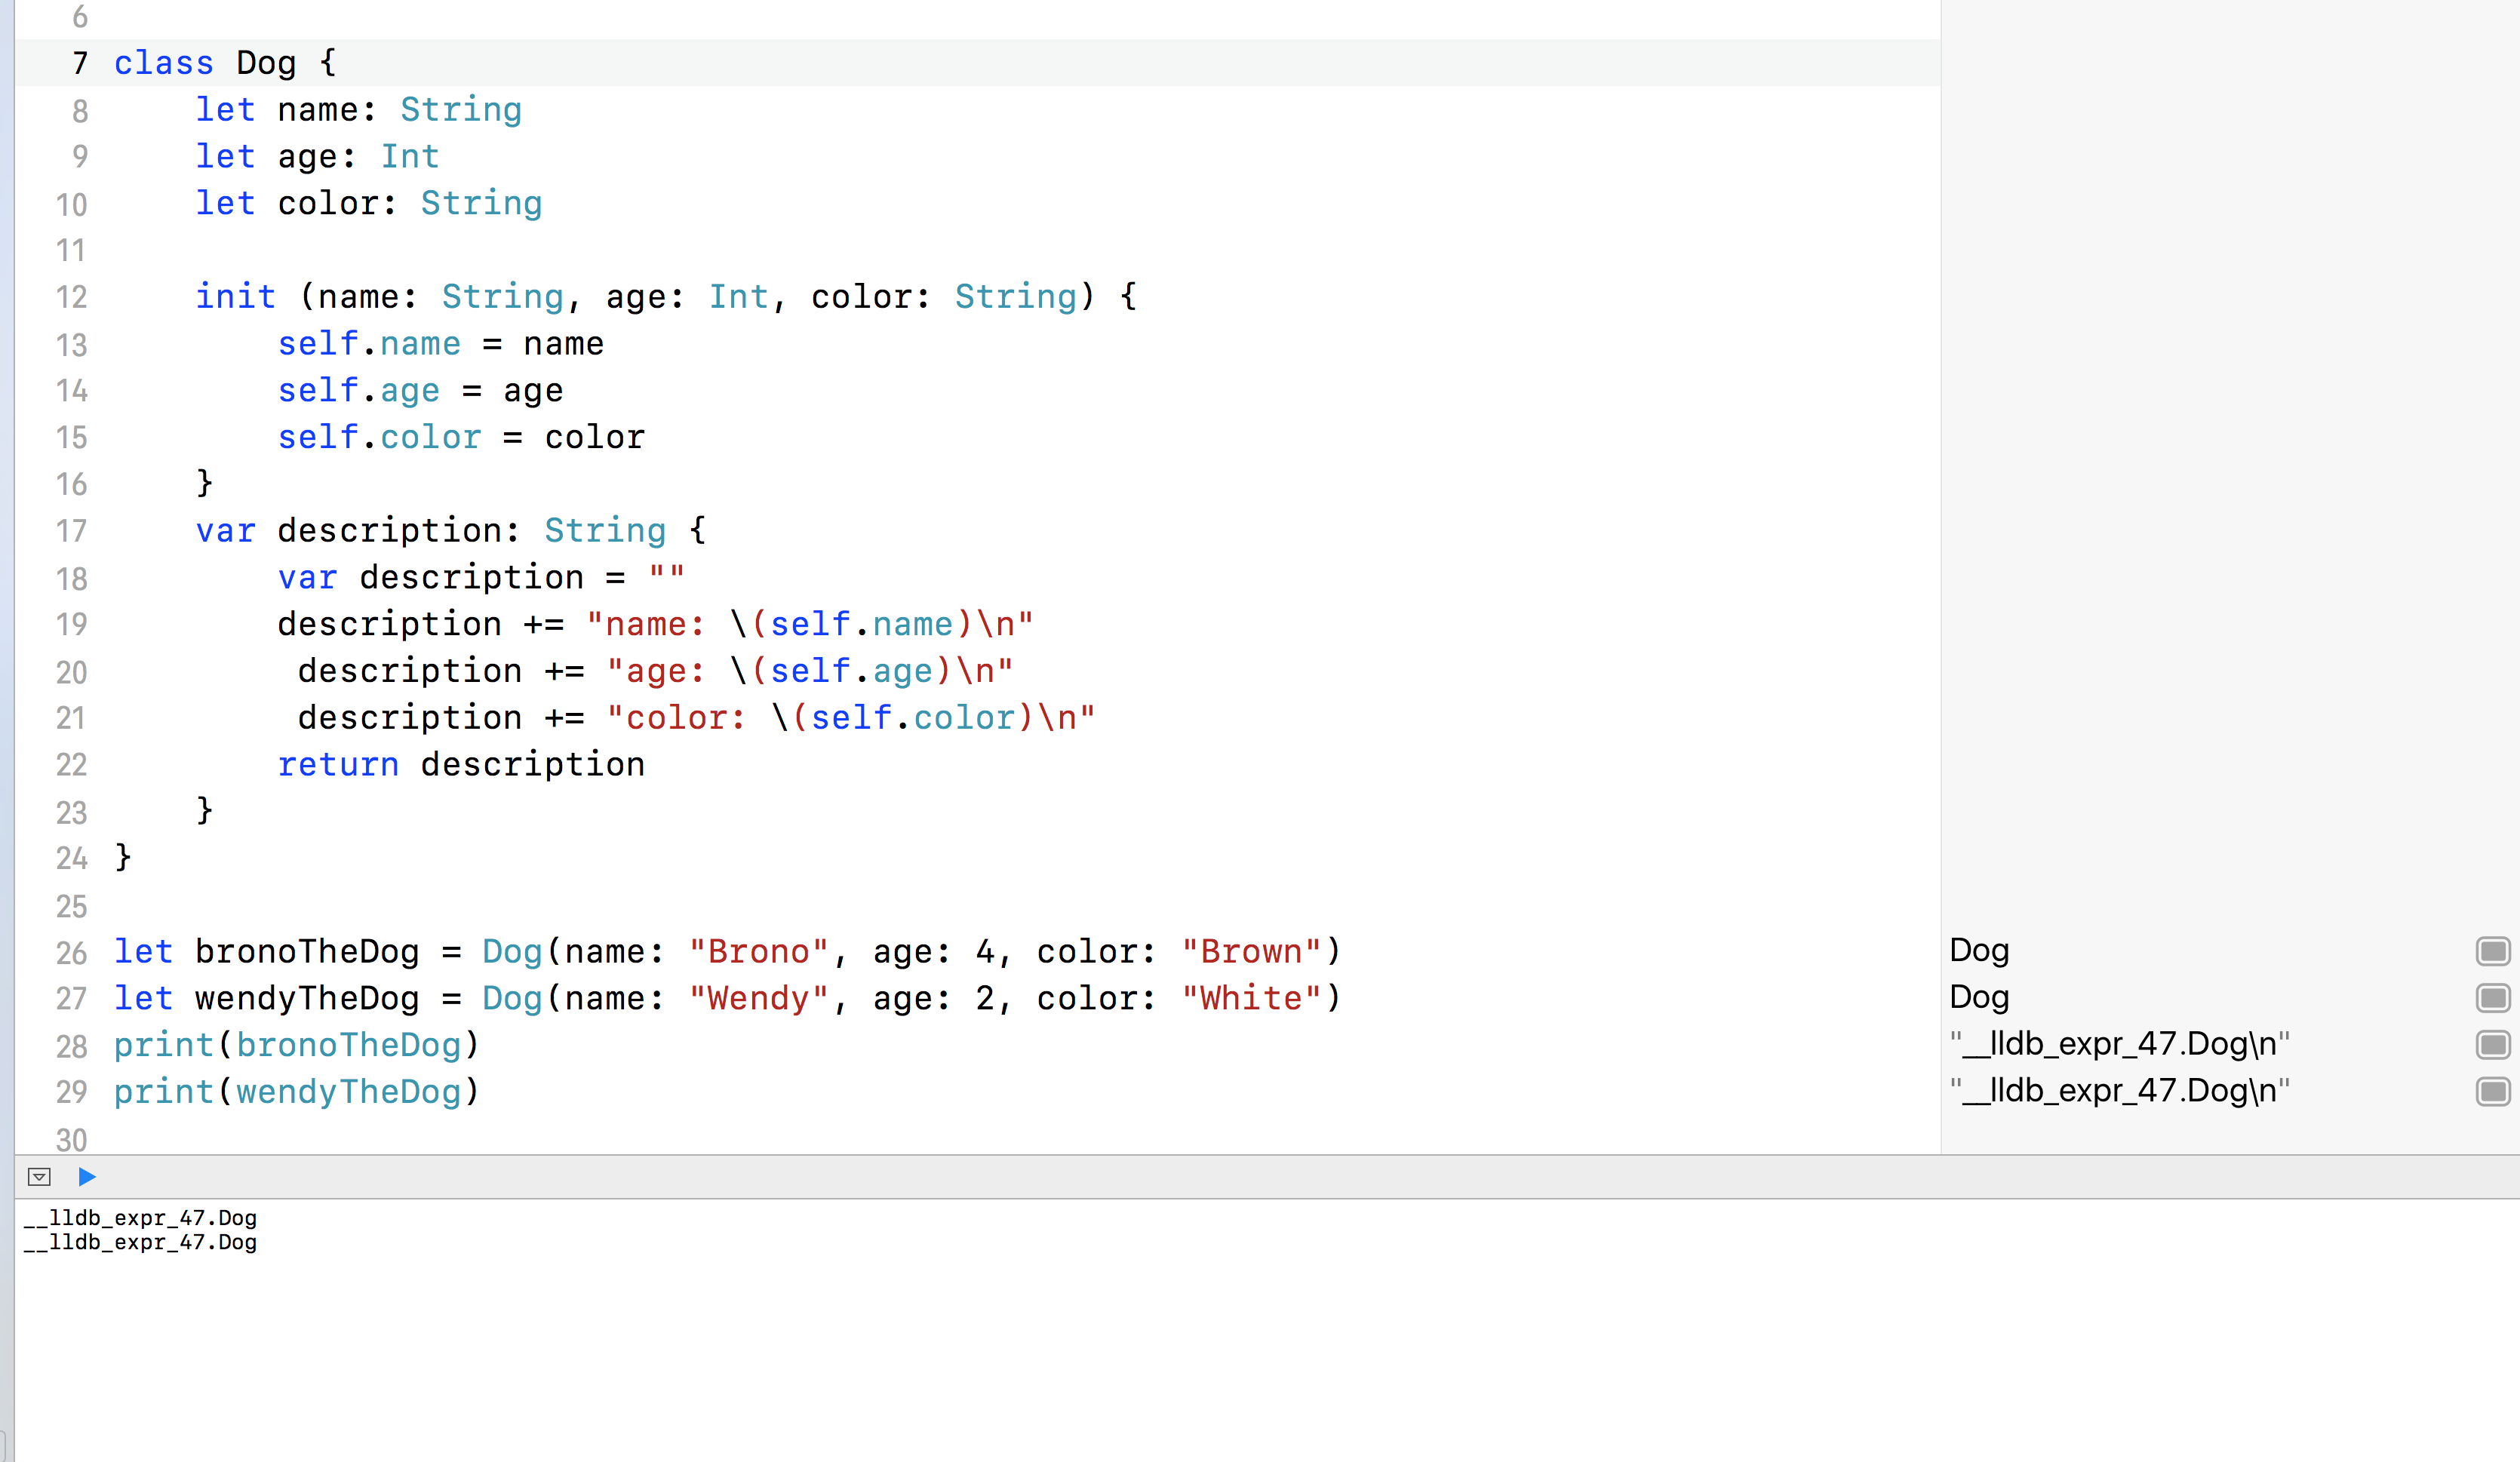 6
7 class Dog {
8     let name: String
9     let age: Int
10     let color: String
11
12     init (name: String, age: Int, color: String) {
13         self.name = name
14         self.age = age
15         self.color = color
16     }
17     var description: String {
18         var description = ""
19         description += "name: \(self.name)\n"
20          description += "age: \(self.age)\n"
21          description += "color: \(self.color)\n"
22         return description
23     }
24 }
25
26 let bronoTheDog = Dog(name: "Brono", age: 4, color: "Brown") Dog
27 let wendyTheDog = Dog(name: "Wendy", age: 2, color: "White") Dog
28 print(bronoTheDog) "__lldb_expr_47.Dog\n"
29 print(wendyTheDog) "__lldb_expr_47.Dog\n"
30
__lldb_expr_47.Dog
__lldb_expr_47.Dog